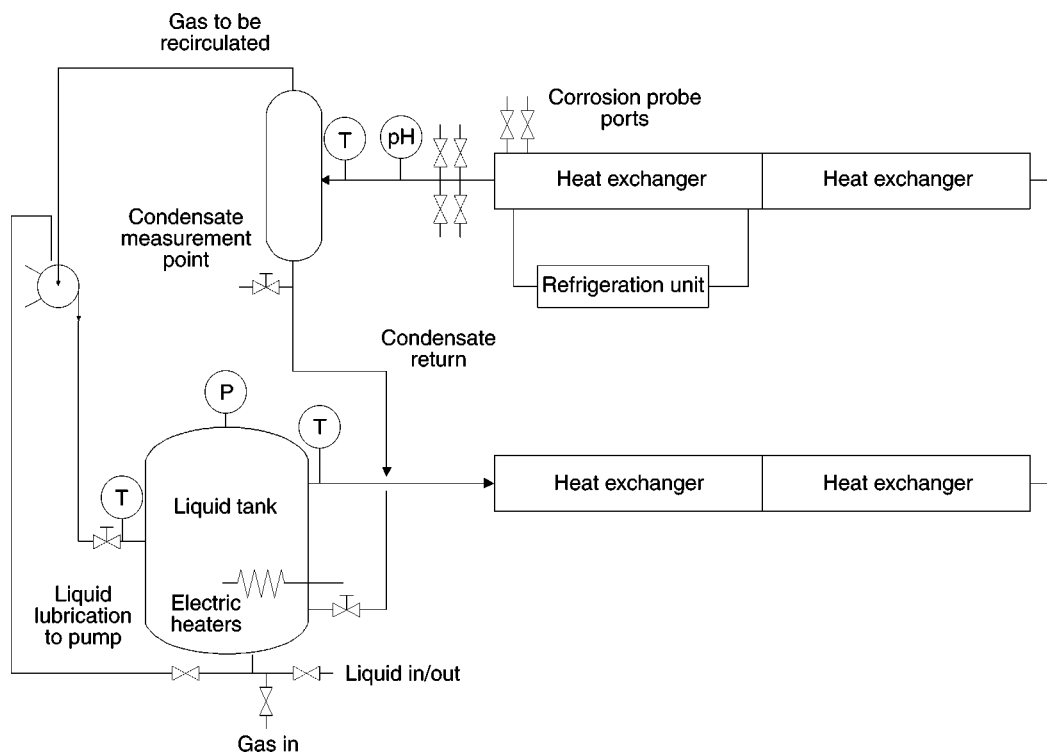 Gas to be
recirculated
Corrosion probe
ports
T
pH
Heat exchanger
Heat exchanger
Condensate
measurement
point
Refrigeration unit
Condensate
return
P
T
T
Liquid tank
Heat exchanger
Heat exchanger
Liquid
lubrication
to pump
Electric
heaters
Liquid in/out
Gas in